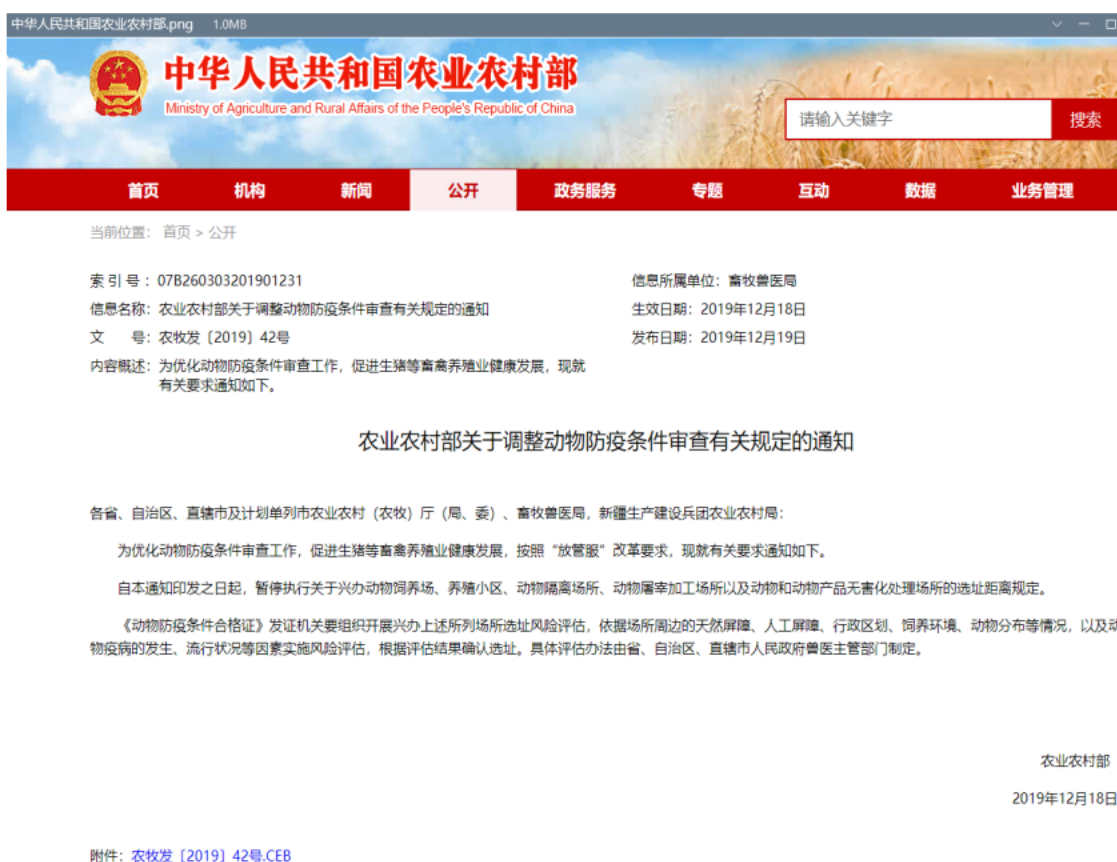 中华人民共和国农业农村部.png 1.0MB
中华人民共和国农业农村部
Ministry of Agriculture and Rural Affairs of the People's Republic of China
请输入关键字 搜索
首页 机构 新闻 公开 政务服务 专题 互动 数据 业务管理
当前位置： 首页 > 公开
索 引 号 ： 07B260303201901231 信息所属单位：畜牧兽医局
信息名称：农业农村部关于调整动物防疫条件审查有关规定的通知 生效日期：2019年12月18日
文 号：农牧发〔2019〕42号 发布日期：2019年12月19日
内容概述：为优化动物防疫条件审查工作，促进生猪等畜禽养殖业健康发展，现就
有关要求通知如下。
农业农村部关于调整动物防疫条件审查有关规定的通知
各省、自治区、直辖市及计划单列市农业农村（农牧）厅（局、委）、畜牧兽医局，新疆生产建设兵团农业农村局：
为优化动物防疫条件审查工作，促进生猪等畜禽养殖业健康发展，按照“放管服”改革要求，现就有关要求通知如下。
自本通知印发之日起，暂停执行关于兴办动物饲养场、养殖小区、动物隔离场所、动物屠宰加工场所以及动物和动物产品无害化处理场所的选址距离规定。
《动物防疫条件合格证》发证机关要组织开展兴办上述所列场所选址风险评估，依据场所周边的天然屏障、人工屏障、行政区划、饲养环境、动物分布等情况，以及动
物疫病的发生、流行状况等因素实施风险评估，根据评估结果确认选址。具体评估办法由省、自治区、直辖市人民政府兽医主管部门制定。
农业农村部
2019年12月18日
附件：农牧发〔2019〕42号.CEB